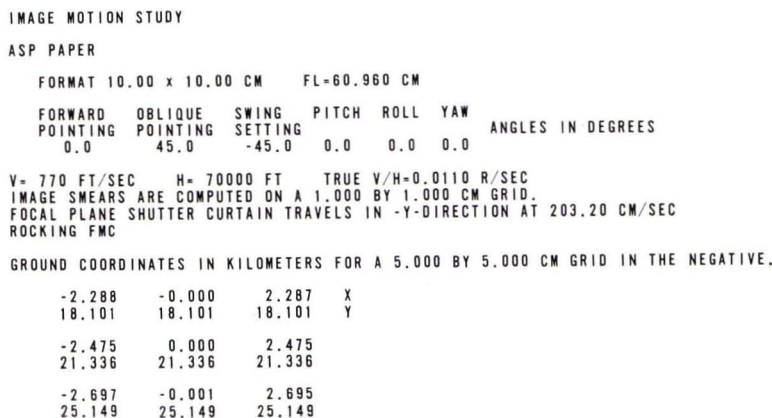 IMAGE MOTION STUDY
ASP PAPER
FORMAT 10.00 x 10.00 CM FL=60.960 CM
FORWARD OBLIQUE SWING PITCH ROLL YAW
POINTING POINTING SETTING ANGLES IN DEGREES
0.0 45.0 -45.0 0.0 0.0 0.0
V= 770 FT/SEC H= 70000 FT TRUE V/H=0.0110 R/SEC
IMAGE SMEARS ARE COMPUTED ON A 1.000 BY 1.000 CM GRID.
FOCAL PLANE SHUTTER CURTAIN TRAVELS IN -Y-DIRECTION AT 203.20 CM/SEC
ROCKING FMC
GROUND COORDINATES IN KILOMETERS FOR A 5.000 BY 5.000 CM GRID IN THE NEGATIVE.
-2.288 -0.000 2.287 X
18.101 18.101 18.101 Y
-2.475 0.000 2.475
21.336 21.336 21.336
-2.697 -0.001 2.695
25.149 25.149 25.149